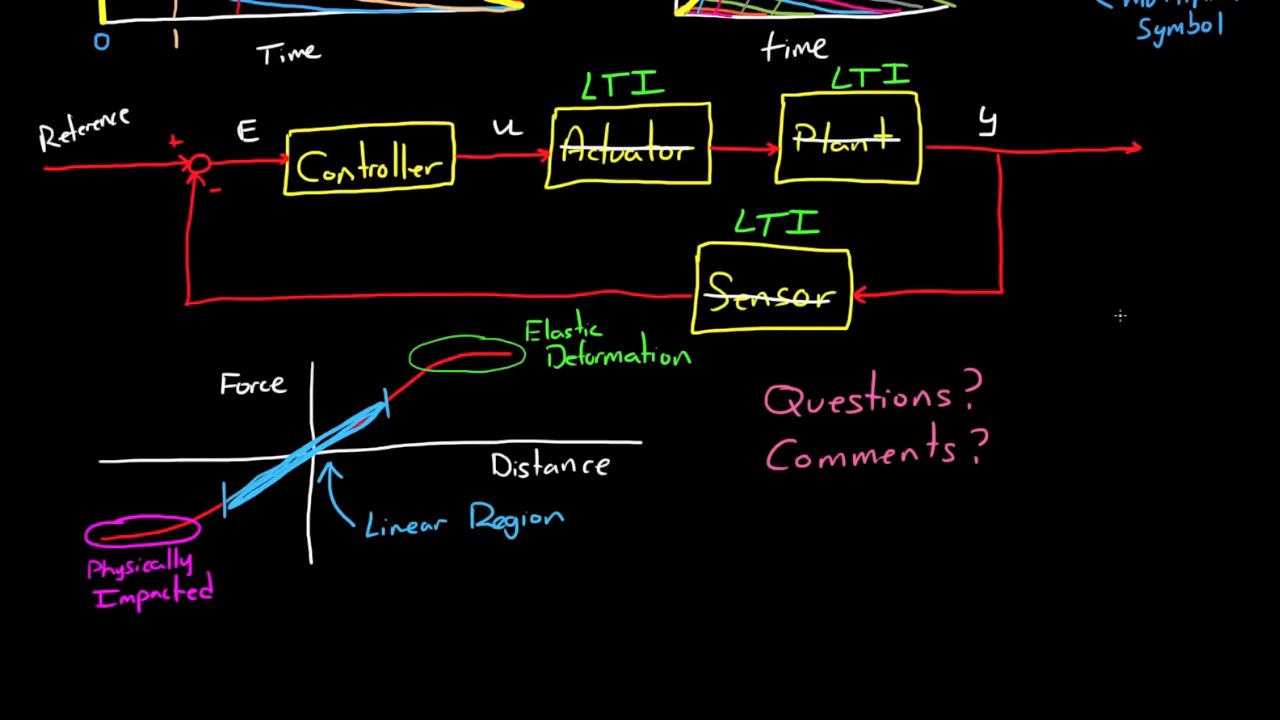 0
1
Time
time
Symbol
LTI
LTI
Reference
+
E
Controller
u
Actuator
Plant
y
-
LTI
Sensor
Elastic
Deformation
Force
Distance
Linear Region
Physically
Impacted
Questions?
Comments?